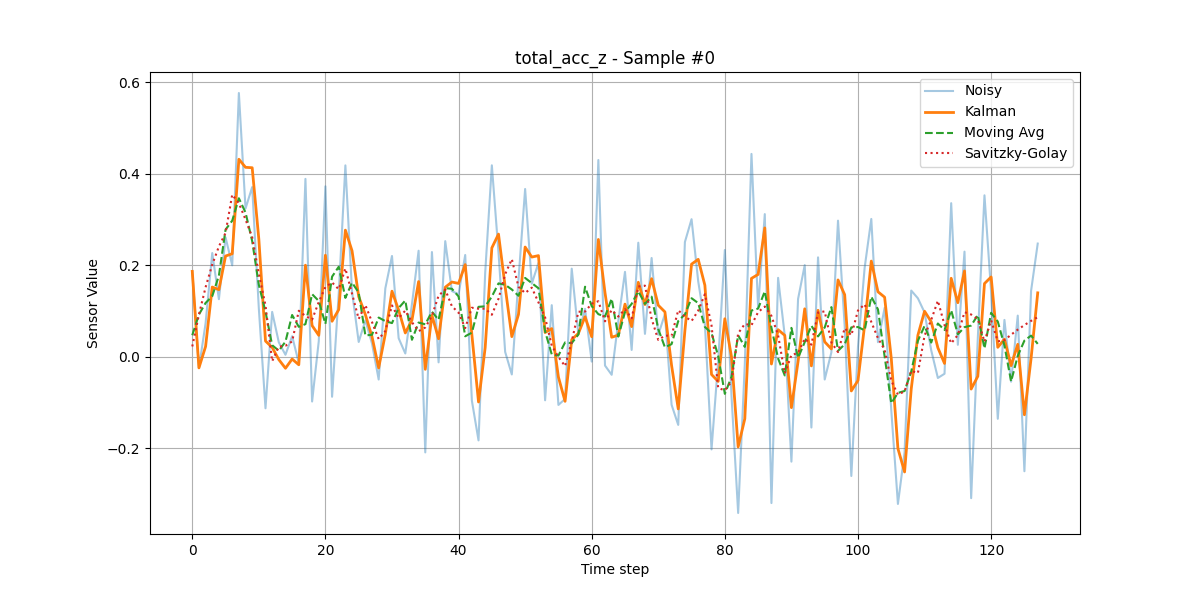 total_acc_z - Sample #0
Noisy
Kalman
Moving Avg
Savitzky-Golay
Sensor Value
0.6
0.4
0.2
0.0
−0.2
0 20 40 60 80 100 120
Time step